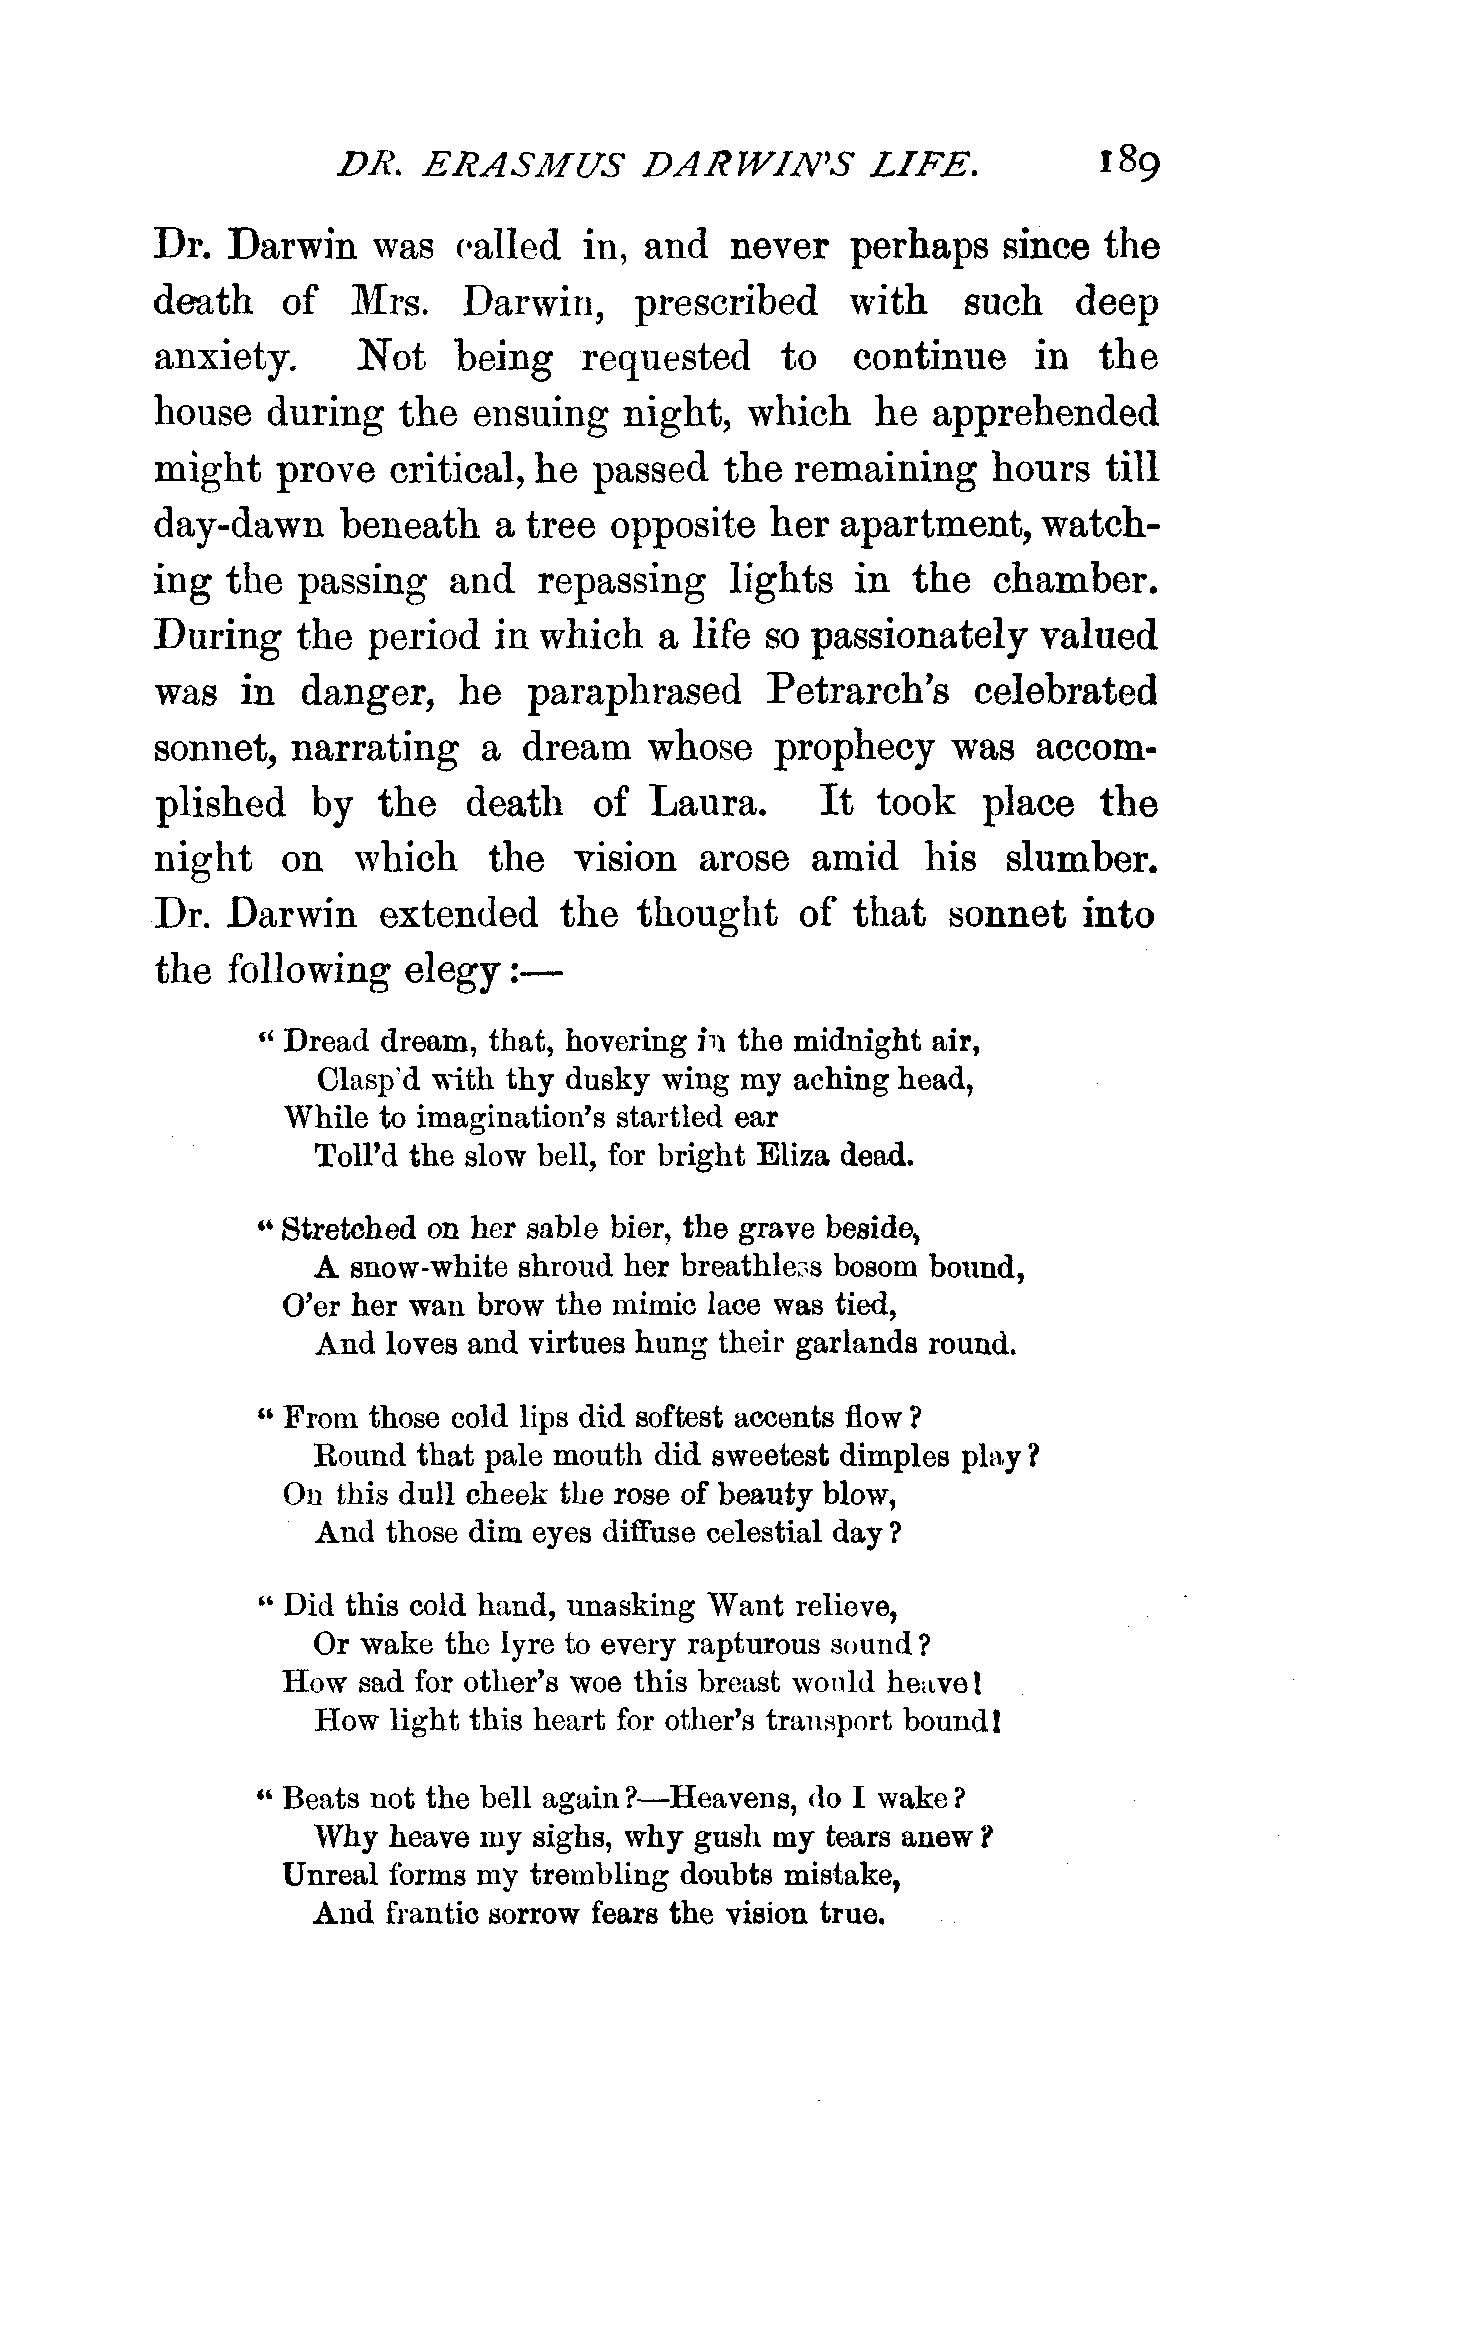 DR. ERASMUS DARWIN'S LIFE. 189
Dr. Darwin was called in, and never perhaps since the
death of Mrs. Darwin, prescribed with such deep
anxiety. Not being requested to continue in the
house during the ensuing night, which he apprehended
might prove critical, he passed the remaining hours till
day-dawn beneath a tree opposite her apartment, watch-
ing the passing and repassing lights in the chamber.
During the period in which a life so passionately valued
was in danger, he paraphrased Petrarch's celebrated
sonnet, narrating a dream whose prophecy was accom-
plished by the death of Laura. It took place the
night on which the vision arose amid his slumber.
Dr. Darwin extended the thought of that sonnet into
the following elegy:—
"Dread dream, that, hovering in the midnight air,
Clasp'd with thy dusky wing my aching head,
While to imagination's startled ear
Toll'd the slow bell, for bright Eliza dead.
"Stretched on her sable bier, the grave beside,
A snow-white shroud her breathless bosom bound,
O'er her wan brow the mimic lace was tied,
And loves and virtues hung their garlands round.
"From those cold lips did softest accents flow?
Round that pale mouth did sweetest dimples play?
On this dull cheek the rose of beauty blow,
And those dim eyes diffuse celestial day?
"Did this cold hand, unasking Want relieve,
Or wake the lyre to every rapturous sound?
How sad for other's woe this breast would heave!
How light this heart for other's transport bound!
"Beats not the bell again?—Heavens, do I wake?
Why heave my sighs, why gush my tears anew?
Unreal forms my trembling doubts mistake,
And frantic sorrow fears the vision true.